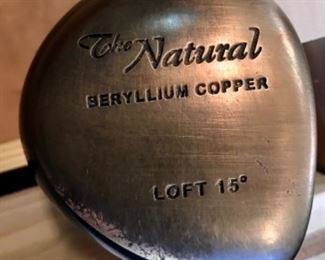 The Natural
BERYLLIUM COPPER
LOFT 15°